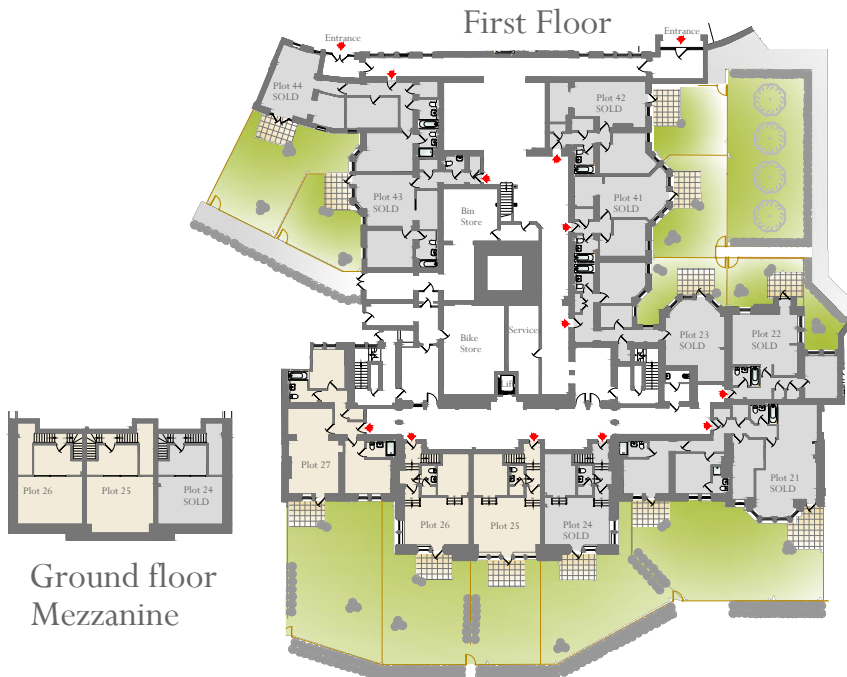 First Floor
Entrance
Entrance
Plot 44
SOLD
Plot 42
SOLD
Plot 43
SOLD
Bin
Store
Plot 41
SOLD
Bike
Store
Services
Lift
Plot 23
SOLD
Plot 22
SOLD
Plot 27
Plot 26
Plot 25
Plot 24
SOLD
Plot 21
SOLD
Plot 26
Plot 25
Plot 24
SOLD
Ground floor
Mezzanine